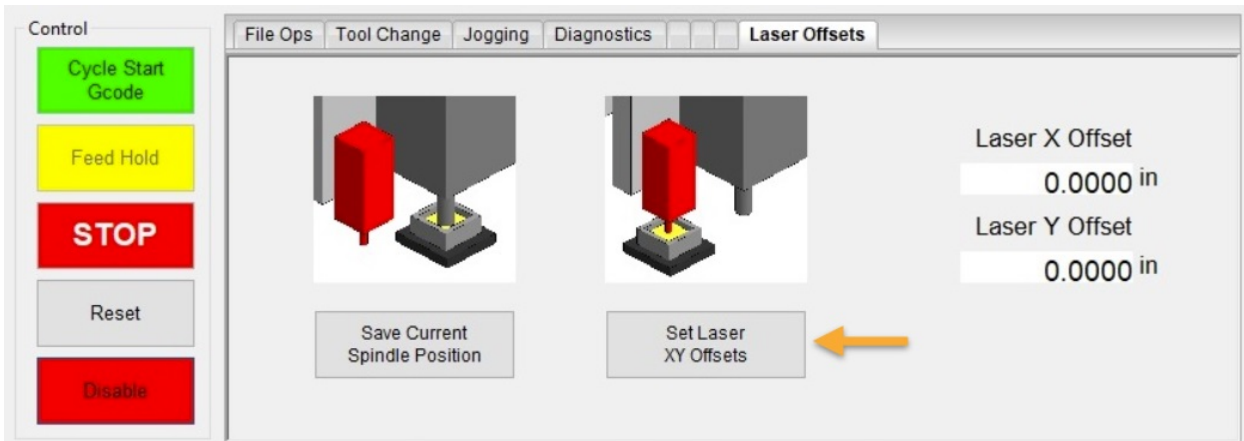 Control
Cycle Start
Gcode
Feed Hold
STOP
Reset
Disable
File Ops Tool Change Jogging Diagnostics Laser Offsets
Save Current
Spindle Position
Set Laser
XY Offsets
Laser X Offset
0.0000 in
Laser Y Offset
0.0000 in